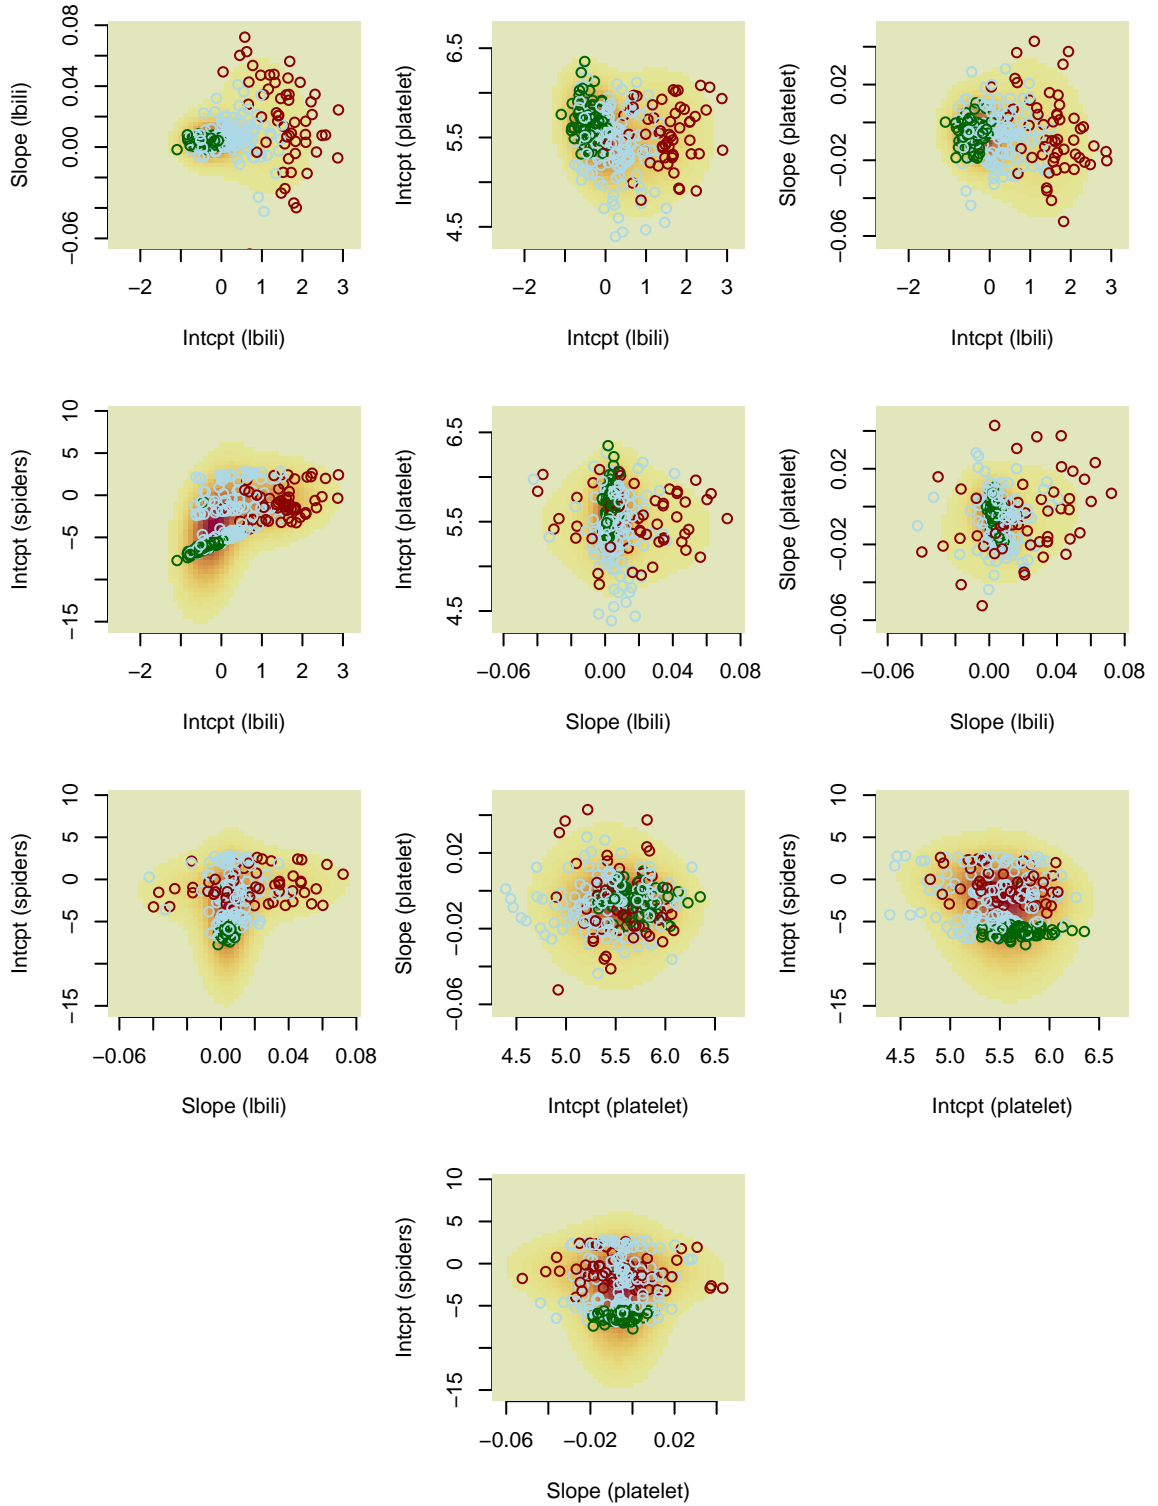 Slope (lbili)
−0.06 0.00 0.04 0.08
−2 0 1 2 3
Intcpt (lbili)
Intcpt (platelet)
4.5 5.5 6.5
−2 0 1 2 3
Intcpt (lbili)
Slope (platelet)
−0.06 −0.02 0.02
−2 0 1 2 3
Intcpt (lbili)
Intcpt (spiders)
−15 −5 0 5 10
−2 0 1 2 3
Intcpt (lbili)
Intcpt (platelet)
4.5 5.5 6.5
−0.06 0.00 0.04 0.08
Slope (lbili)
Slope (platelet)
−0.06 −0.02 0.02
−0.06 0.00 0.04 0.08
Slope (lbili)
Intcpt (spiders)
−15 −5 0 5 10
−0.06 0.00 0.04 0.08
Slope (lbili)
Slope (platelet)
−0.06 −0.02 0.02
4.5 5.0 5.5 6.0 6.5
Intcpt (platelet)
Intcpt (spiders)
−15 −5 0 5 10
4.5 5.0 5.5 6.0 6.5
Intcpt (platelet)
Intcpt (spiders)
−15 −5 0 5 10
−0.06 −0.02 0.02
Slope (platelet)